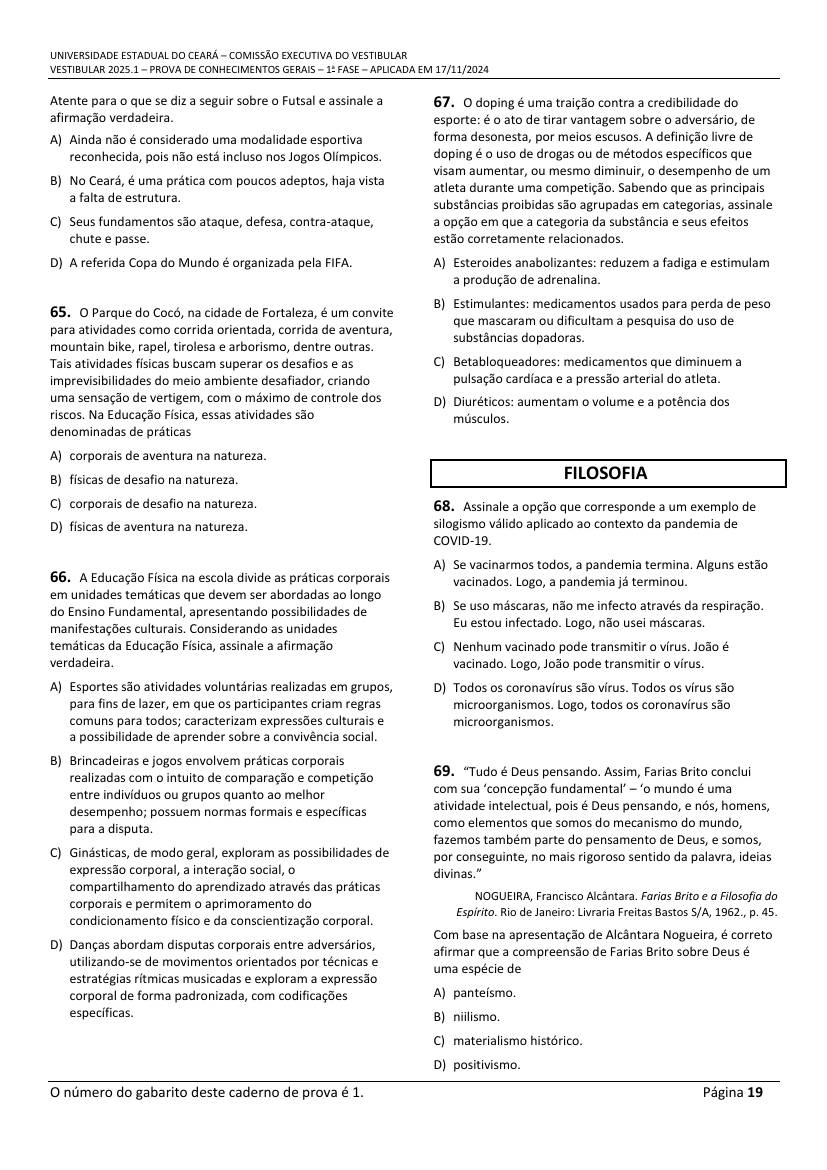 UNIVERSIDADE ESTADUAL DO CEARÁ – COMISSÃO EXECUTIVA DO VESTIBULAR
VESTIBULAR 2025.1 – PROVA DE CONHECIMENTOS GERAIS – 1ª FASE – APLICADA EM 17/11/2024
Atente para o que se diz a seguir sobre o Futsal e assinale a
afirmação verdadeira.
A) Ainda não é considerado uma modalidade esportiva
reconhecida, pois não está incluso nos Jogos Olímpicos.
B) No Ceará, é uma prática com poucos adeptos, haja vista
a falta de estrutura.
C) Seus fundamentos são ataque, defesa, contra-ataque,
chute e passe.
D) A referida Copa do Mundo é organizada pela FIFA.
65. O Parque do Cocó, na cidade de Fortaleza, é um convite
para atividades como corrida orientada, corrida de aventura,
mountain bike, rapel, tirolesa e arborismo, dentre outras.
Tais atividades físicas buscam superar os desafios e as
imprevisibilidades do meio ambiente desafiador, criando
uma sensação de vertigem, com o máximo de controle dos
riscos. Na Educação Física, essas atividades são
denominadas de práticas
A) corporais de aventura na natureza.
B) físicas de desafio na natureza.
C) corporais de desafio na natureza.
D) físicas de aventura na natureza.
66. A Educação Física na escola divide as práticas corporais
em unidades temáticas que devem ser abordadas ao longo
do Ensino Fundamental, apresentando possibilidades de
manifestações culturais. Considerando as unidades
temáticas da Educação Física, assinale a afirmação
verdadeira.
A) Esportes são atividades voluntárias realizadas em grupos,
para fins de lazer, em que os participantes criam regras
comuns para todos; caracterizam expressões culturais e
a possibilidade de aprender sobre a convivência social.
B) Brincadeiras e jogos envolvem práticas corporais
realizadas com o intuito de comparação e competição
entre indivíduos ou grupos quanto ao melhor
desempenho; possuem normas formais e específicas
para a disputa.
C) Ginásticas, de modo geral, exploram as possibilidades de
expressão corporal, a interação social, o
compartilhamento do aprendizado através das práticas
corporais e permitem o aprimoramento do
condicionamento físico e da conscientização corporal.
D) Danças abordam disputas corporais entre adversários,
utilizando-se de movimentos orientados por técnicas e
estratégias rítmicas musicadas e exploram a expressão
corporal de forma padronizada, com codificações
específicas.
67. O doping é uma traição contra a credibilidade do
esporte: é o ato de tirar vantagem sobre o adversário, de
forma desonesta, por meios escusos. A definição livre de
doping é o uso de drogas ou de métodos específicos que
visam aumentar, ou mesmo diminuir, o desempenho de um
atleta durante uma competição. Sabendo que as principais
substâncias proibidas são agrupadas em categorias, assinale
a opção em que a categoria da substância e seus efeitos
estão corretamente relacionados.
A) Esteroides anabolizantes: reduzem a fadiga e estimulam
a produção de adrenalina.
B) Estimulantes: medicamentos usados para perda de peso
que mascaram ou dificultam a pesquisa do uso de
substâncias dopadoras.
C) Betabloqueadores: medicamentos que diminuem a
pulsação cardíaca e a pressão arterial do atleta.
D) Diuréticos: aumentam o volume e a potência dos
músculos.
FILOSOFIA
68. Assinale a opção que corresponde a um exemplo de
silogismo válido aplicado ao contexto da pandemia de
COVID-19.
A) Se vacinarmos todos, a pandemia termina. Alguns estão
vacinados. Logo, a pandemia já terminou.
B) Se uso máscaras, não me infecto através da respiração.
Eu estou infectado. Logo, não usei máscaras.
C) Nenhum vacinado pode transmitir o vírus. João é
vacinado. Logo, João pode transmitir o vírus.
D) Todos os coronavírus são vírus. Todos os vírus são
microorganismos. Logo, todos os coronavírus são
microorganismos.
69. “Tudo é Deus pensando. Assim, Farias Brito conclui
com sua ‘concepção fundamental’ – ‘o mundo é uma
atividade intelectual, pois é Deus pensando, e nós, homens,
como elementos que somos do mecanismo do mundo,
fazemos também parte do pensamento de Deus, e somos,
por conseguinte, no mais rigoroso sentido da palavra, ideias
divinas.”
NOGUEIRA, Francisco Alcântara. Farias Brito e a Filosofia do
Espírito. Rio de Janeiro: Livraria Freitas Bastos S/A, 1962., p. 45.
Com base na apresentação de Alcântara Nogueira, é correto
afirmar que a compreensão de Farias Brito sobre Deus é
uma espécie de
A) panteísmo.
B) niilismo.
C) materialismo histórico.
D) positivismo.
O número do gabarito deste caderno de prova é 1.
Página 19